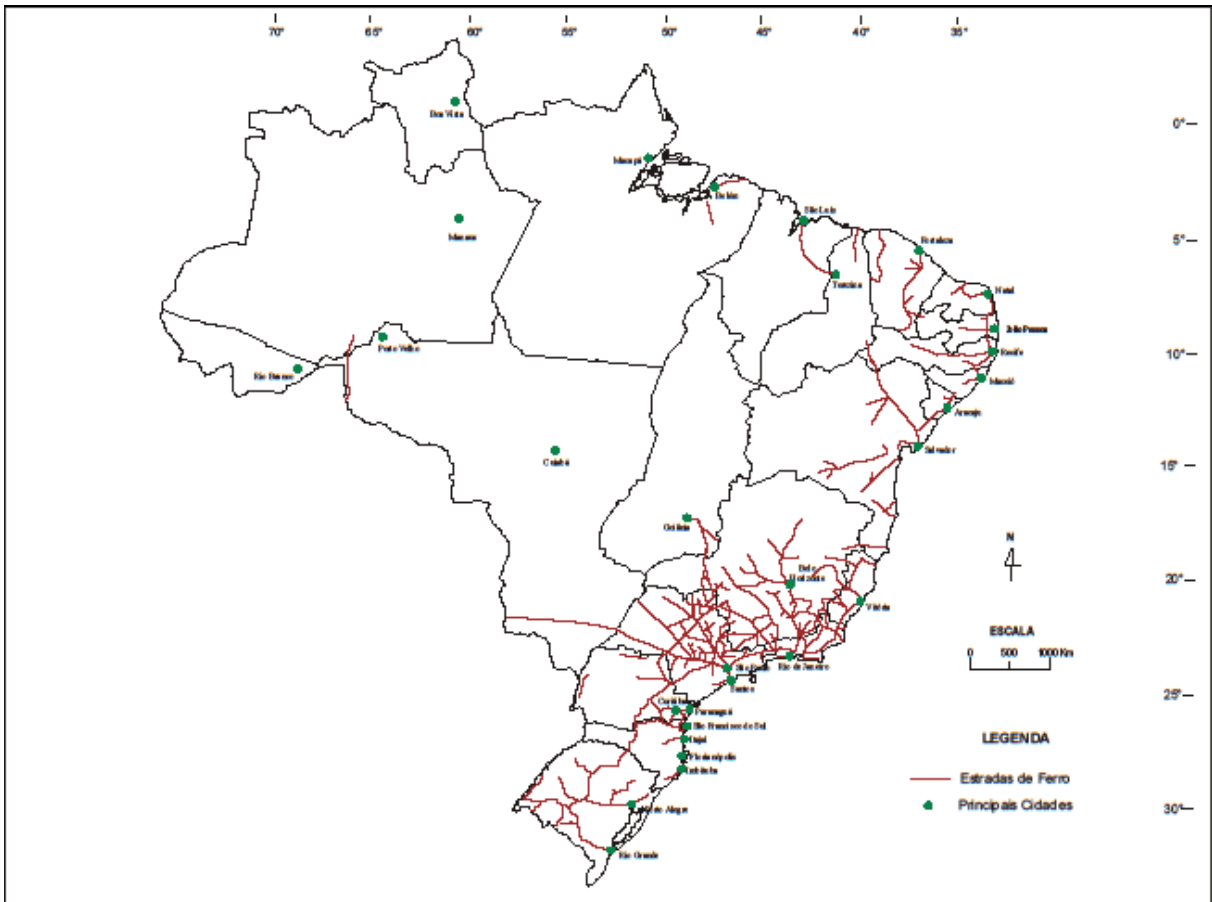 70° 65° 60° 55° 50° 45° 40° 35°
0°
Boa Vista
Macapá
Belém
São Luís
Manaus
5°
Fortaleza
Teresina
Natal
João Pessoa
Porto Velho
10°
Recife
Rio Branco
Maceió
Aracaju
Salvador
Cuiabá
15°
Goiânia
N
Belo
Horizonte
20°
Vitória
ESCALA
0 500 1000 Km
São Paulo
Rio de Janeiro
Santos
25°
Curitiba
Paranaguá
São Francisco do Sul
Itajaí
LEGENDA
Florianópolis
Estradas de Ferro
Principais Cidades
Porto Alegre
30°
Rio Grande